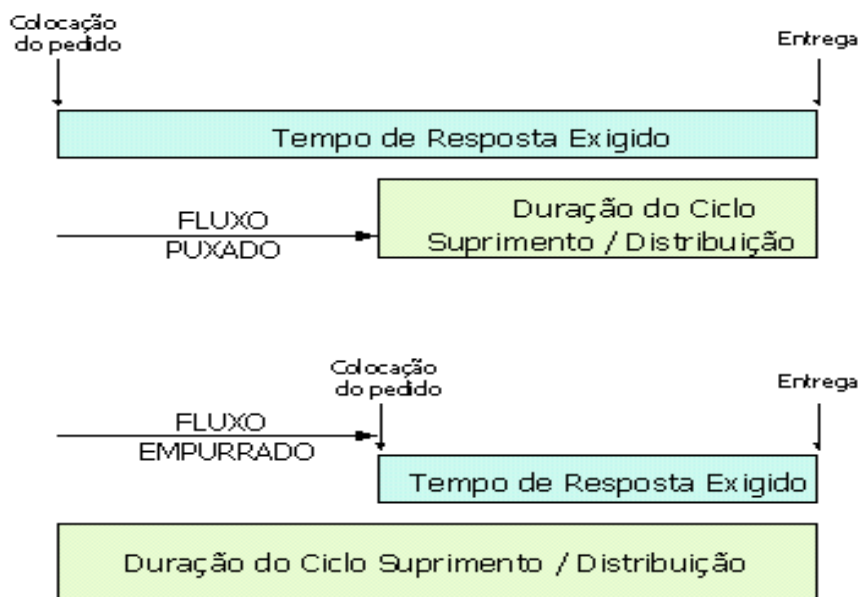 Colocação
do pedido
Entrega
Tempo de Resposta Exigido
FLUXO
PUXADO
Duração do Ciclo
Suprimento / Distribuição
Colocação
do pedido
Entrega
FLUXO
EMPURRADO
Tempo de Resposta Exigido
Duração do Ciclo Suprimento / Distribuição